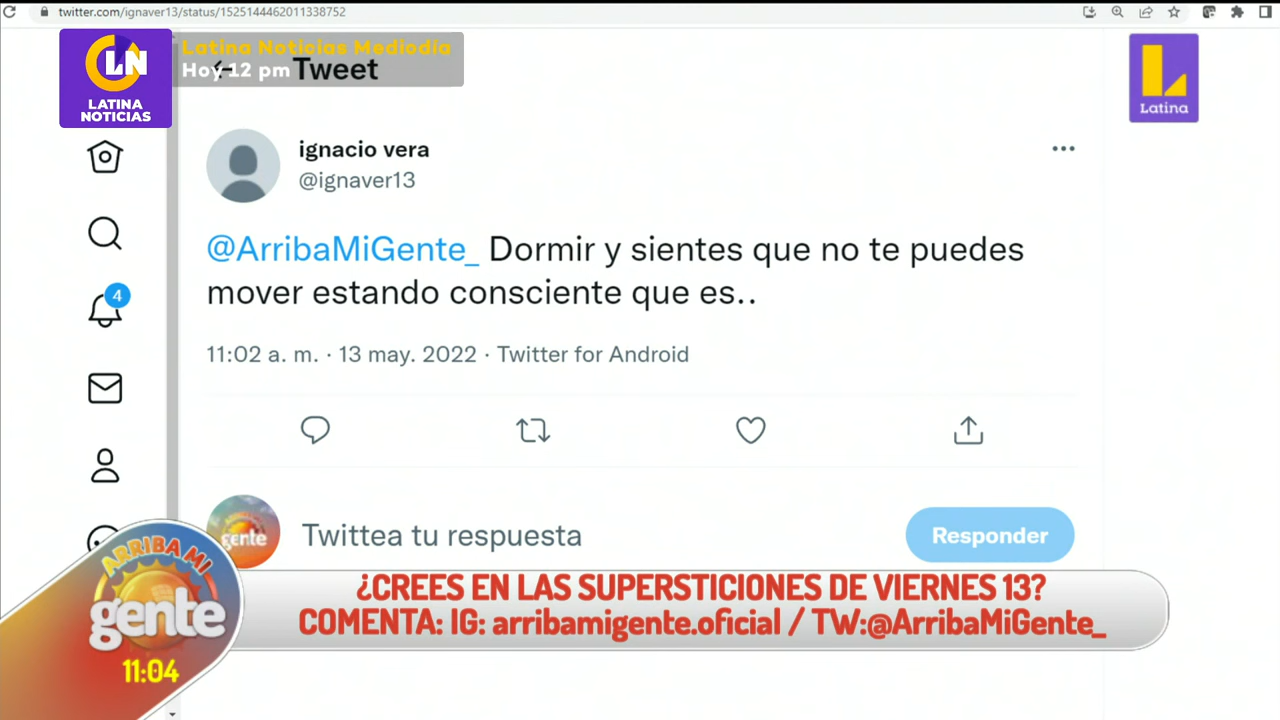 twitter.com/ignaver13/status/1525144462011338752
LN
LATINA
NOTICIAS
Latina Noticias Mediodía
Hoy 12 pm
Tweet
Latina
ignacio vera
@ignaver13
@ArribaMiGente_ Dormir y sientes que no te puedes
mover estando consciente que es..
11:02 a. m. · 13 may. 2022 · Twitter for Android
4
gente
Twittea tu respuesta
Responder
ARRIBA MI
gente
11:04
¿CREES EN LAS SUPERSTICIONES DE VIERNES 13?
COMENTA: IG: arribamigente.oficial / TW:@ArribaMiGente_